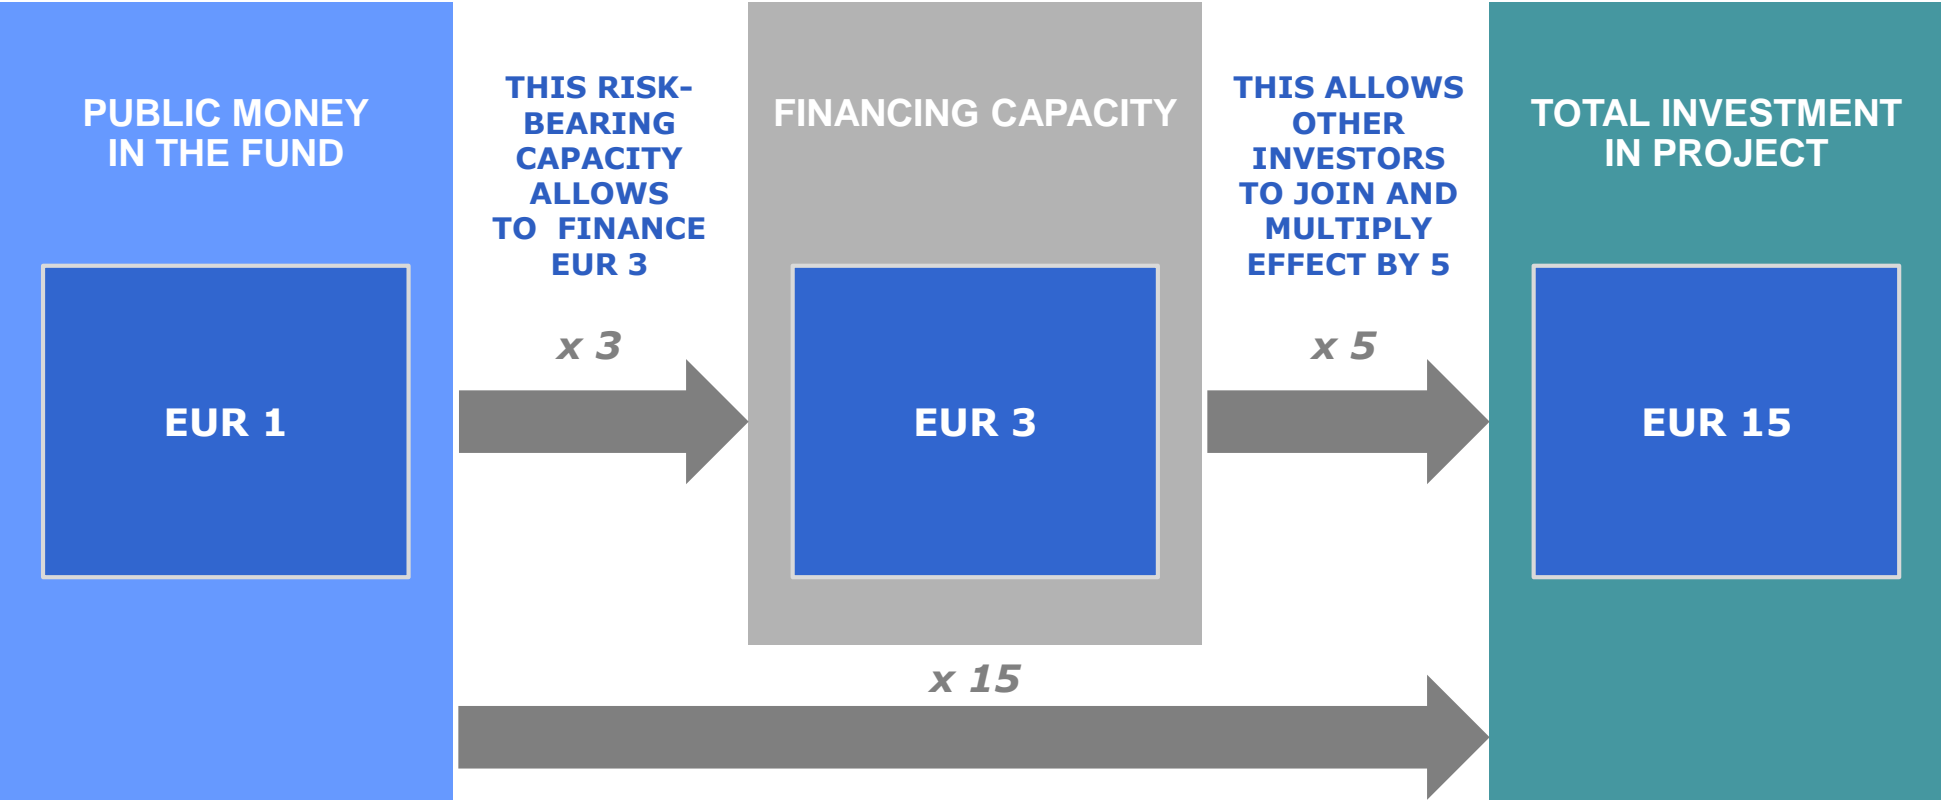 PUBLIC MONEY
IN THE FUND
EUR 1
THIS RISK-
BEARING
CAPACITY
ALLOWS
TO  FINANCE
EUR 3
x 3
FINANCING CAPACITY
EUR 3
THIS ALLOWS
OTHER
INVESTORS
TO JOIN AND
MULTIPLY
EFFECT BY 5
x 5
TOTAL INVESTMENT
IN PROJECT
EUR 15
x 15